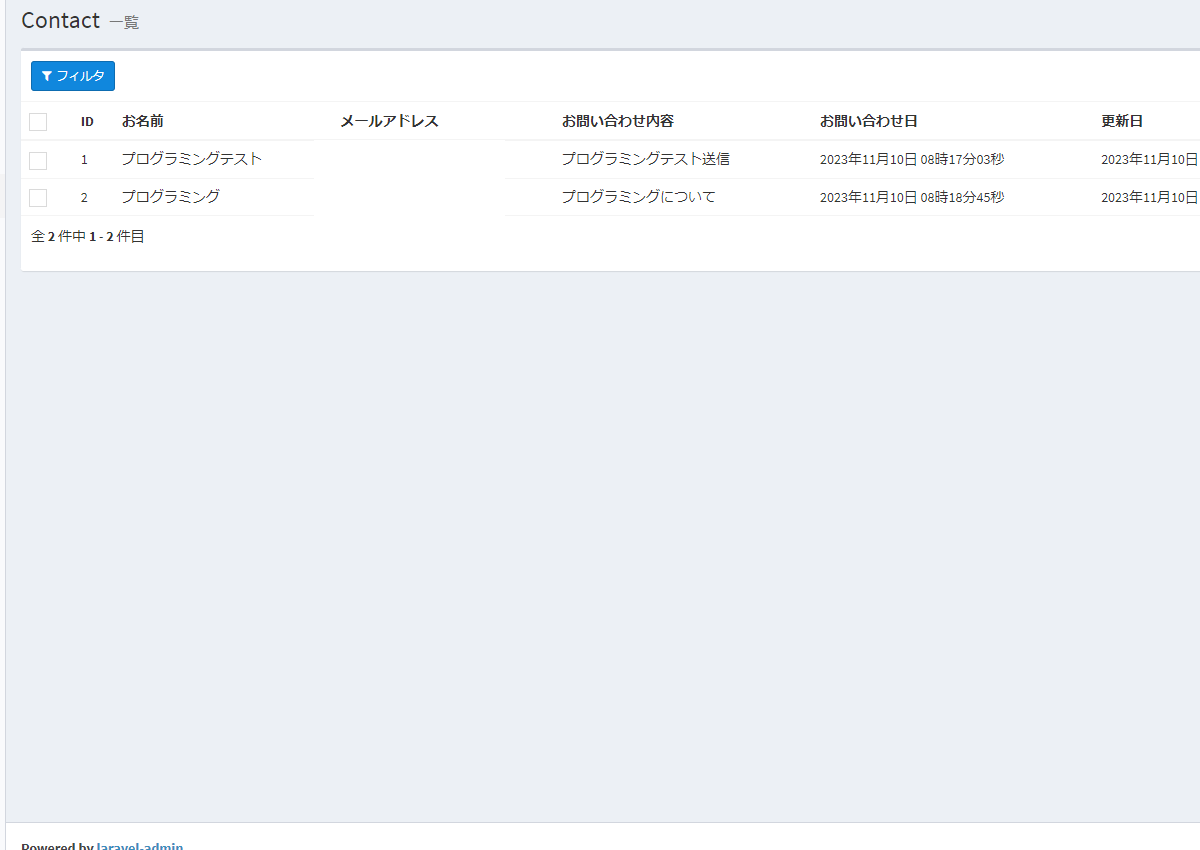 Contact 一覧
フィルタ
ID お名前 メールアドレス お問い合わせ内容 お問い合わせ日 更新日
1 プログラミングテスト プログラミングテスト送信 2023年11月10日 08時17分03秒 2023年11月10日
2 プログラミング プログラミングについて 2023年11月10日 08時18分45秒 2023年11月10日
全 2 件中 1 - 2 件目
Powered by laravel-admin